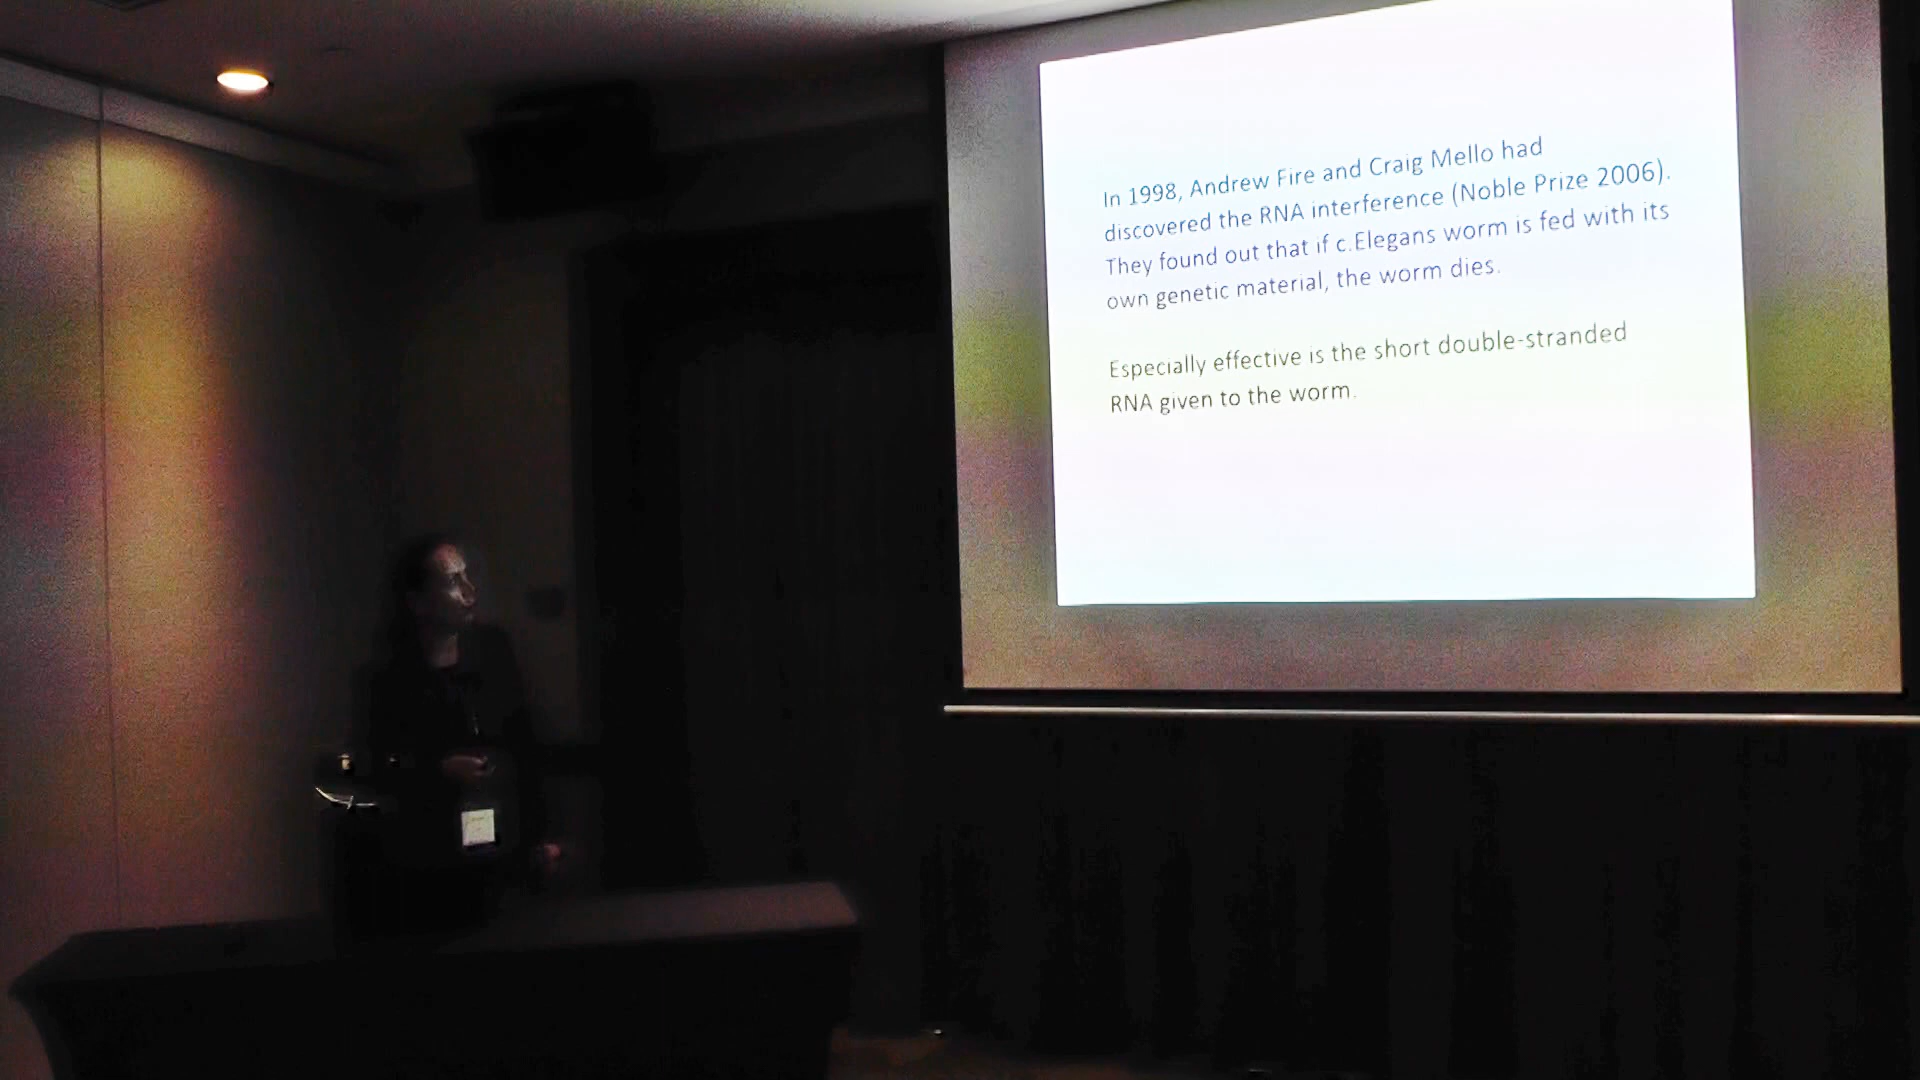 In 1998, Andrew Fire and Craig Mello had
discovered the RNA interference (Noble Prize 2006).
They found out that if c.Elegans worm is fed with its
own genetic material, the worm dies.
Especially effective is the short double-stranded
RNA given to the worm.